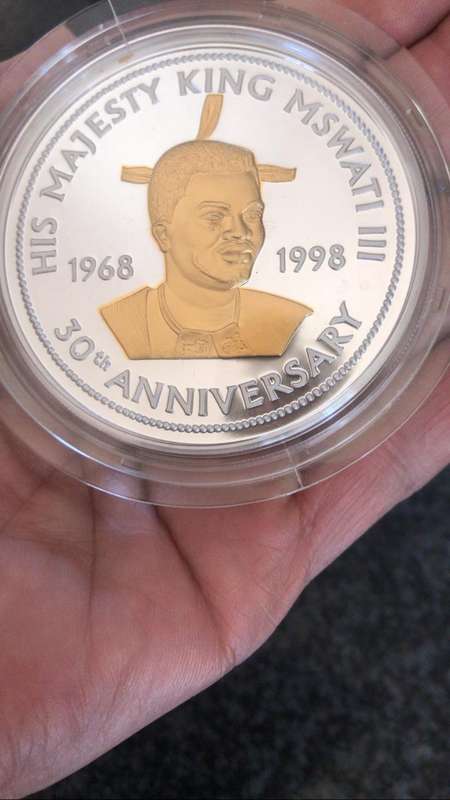 HIS MAJESTY KING MSWATI III
1968
1998
30th ANNIVERSARY